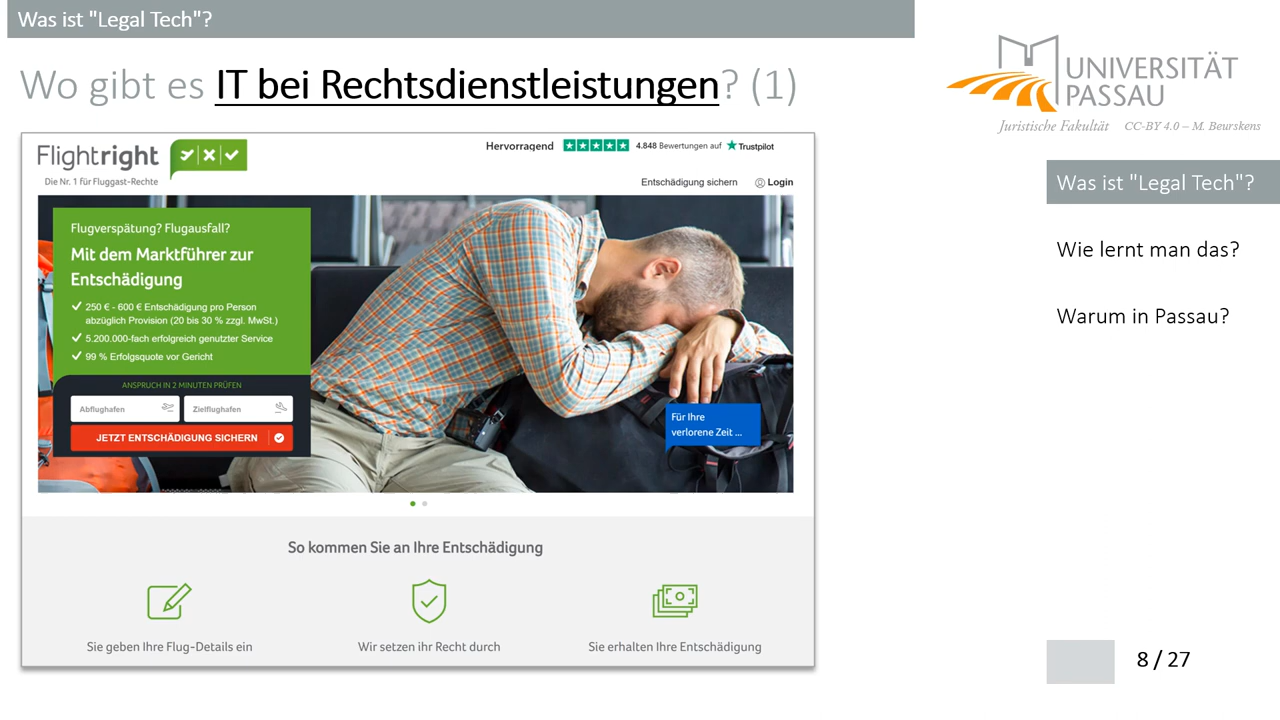 Was ist "Legal Tech"?
Wo gibt es IT bei Rechtsdienstleistungen? (1)
UNIVERSITÄT
PASSAU
Juristische Fakultät CC-BY 4.0 – M. Beurskens
Flightright
Die Nr. 1 für Fluggast-Rechte
Hervorragend 4.848 Bewertungen auf Trustpilot
Entschädigung sichern Login
Flugverspätung? Flugausfall?
Mit dem Marktführer zur
Entschädigung
250 € - 600 € Entschädigung pro Person
abzüglich Provision (20 bis 30 % zzgl. MwSt.)
5.200.000-fach erfolgreich genutzter Service
99 % Erfolgsquote vor Gericht
ANSPRUCH IN 2 MINUTEN PRÜFEN
Abflughafen Zielflughafen
JETZT ENTSCHÄDIGUNG SICHERN
Für Ihre
verlorene Zeit ...
So kommen Sie an Ihre Entschädigung
Sie geben Ihre Flug-Details ein Wir setzen ihr Recht durch Sie erhalten Ihre Entschädigung
Was ist "Legal Tech"?
Wie lernt man das?
Warum in Passau?
8 / 27